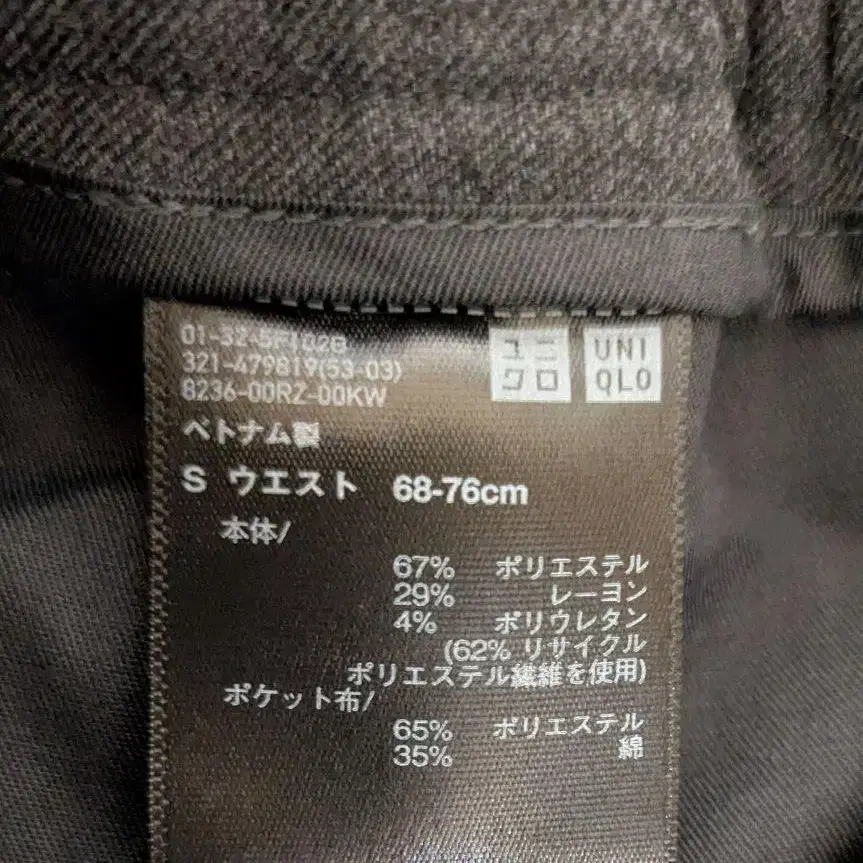 ユニ
クロ
UNI
QLO
321-479819(53-03)
8236-00RZ-00KW
ベトナム製
S ウエスト 68-76cm
本体/
67% ポリエステル
29% レーヨン
4% ポリウレタン
(62% リサイクル
ポリエステル繊維を使用)
ポケット布/
65% ポリエステル
35% 綿